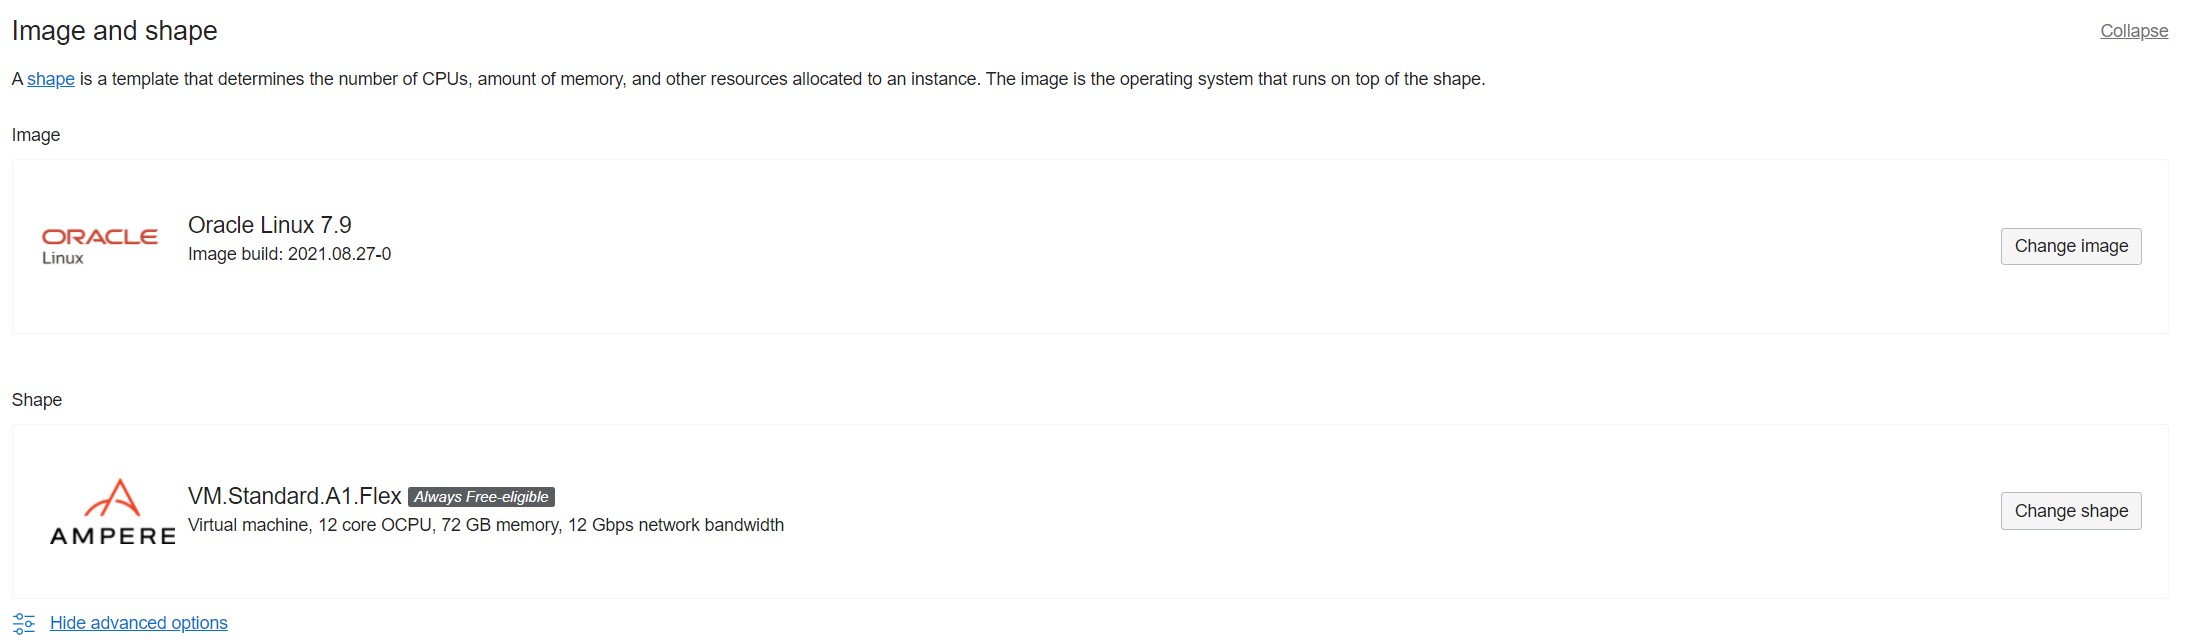 Image and shape
Collapse
A shape is a template that determines the number of CPUs, amount of memory, and other resources allocated to an instance. The image is the operating system that runs on top of the shape.
Image
ORACLE
Linux
Oracle Linux 7.9
Image build: 2021.08.27-0
Change image
Shape
AMPERE
VM.Standard.A1.Flex Always Free-eligible
Virtual machine, 12 core OCPU, 72 GB memory, 12 Gbps network bandwidth
Change shape
Hide advanced options